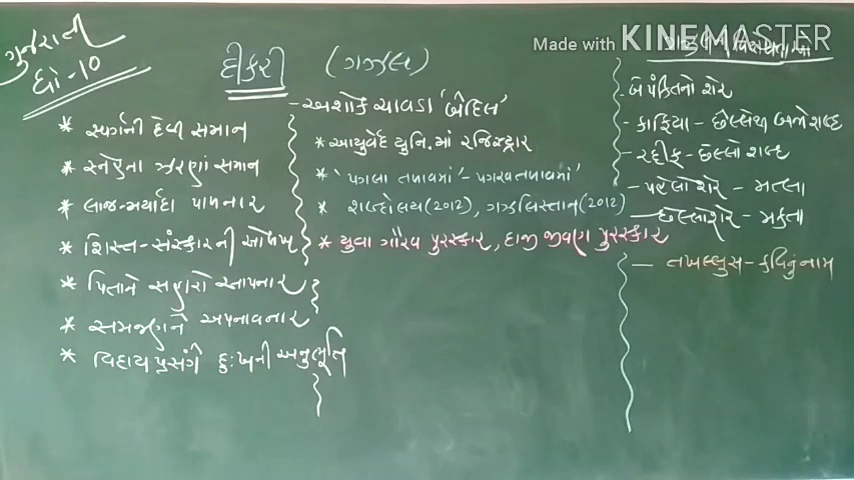 ગુજરાતી
ધો-૧૦
Made with KINEMASTER
દીકરી (ગઝલ)
* સ્વર્ગની દેવી સમાન
* સ્નેહના ઝરણાં સમાન
* લાજ-મર્યાદા પાળનાર
* શિસ્ત-સંસ્કારની ઓળખ
* પિતાને સહારો આપનાર
* સમજણને અપનાવનાર
* વિદાય પ્રસંગે દુ:ખની અનુભૂતિ
- અશોક ચાવડા 'બેદિલ'
* આયુર્વેદ યુનિ.માં રજિસ્ટ્રાર
* 'પગલાં તળાવમાં' - પગરવ તળાવમાં'
* શબ્દોલય(2012), ગઝલિસ્તાન(2012)
* યુવા ગૌરવ પુરસ્કાર, દાજી જીવણ પુરસ્કાર
- બે પંક્તિનો શેર
- કાફિયા - છેલ્લેથી બીજો શબ્દ
- રદીફ - છેલ્લો શબ્દ
- પહેલો શેર - મત્લા
- છેલ્લો શેર - મક્તા
- તખલ્લુસ - કવિનું નામ